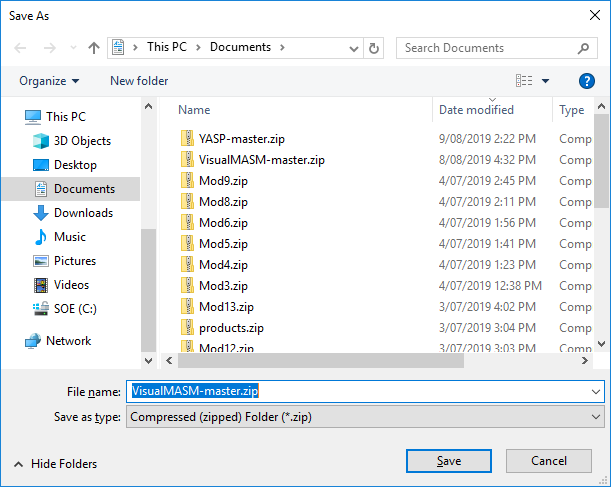 Save As
This PC > Documents >
Search Documents
Organize
New folder
?
Name Date modified Type
This PC
3D Objects
Desktop
Documents
Downloads
Music
Pictures
Videos
SOE (C:)
Network
YASP-master.zip 9/08/2019 2:22 PM Comp
VisualMASM-master.zip 8/08/2019 4:32 PM Comp
Mod9.zip 4/07/2019 2:45 PM Comp
Mod8.zip 4/07/2019 2:11 PM Comp
Mod6.zip 4/07/2019 1:56 PM Comp
Mod5.zip 4/07/2019 1:41 PM Comp
Mod4.zip 4/07/2019 1:23 PM Comp
Mod3.zip 4/07/2019 12:38 PM Comp
Mod13.zip 3/07/2019 4:02 PM Comp
products.zip 3/07/2019 3:04 PM Comp
Mod12.zip 3/07/2019 3:03 PM Comp
File name: VisualMASM-master.zip
Save as type: Compressed (zipped) Folder (*.zip)
Hide Folders
Save
Cancel